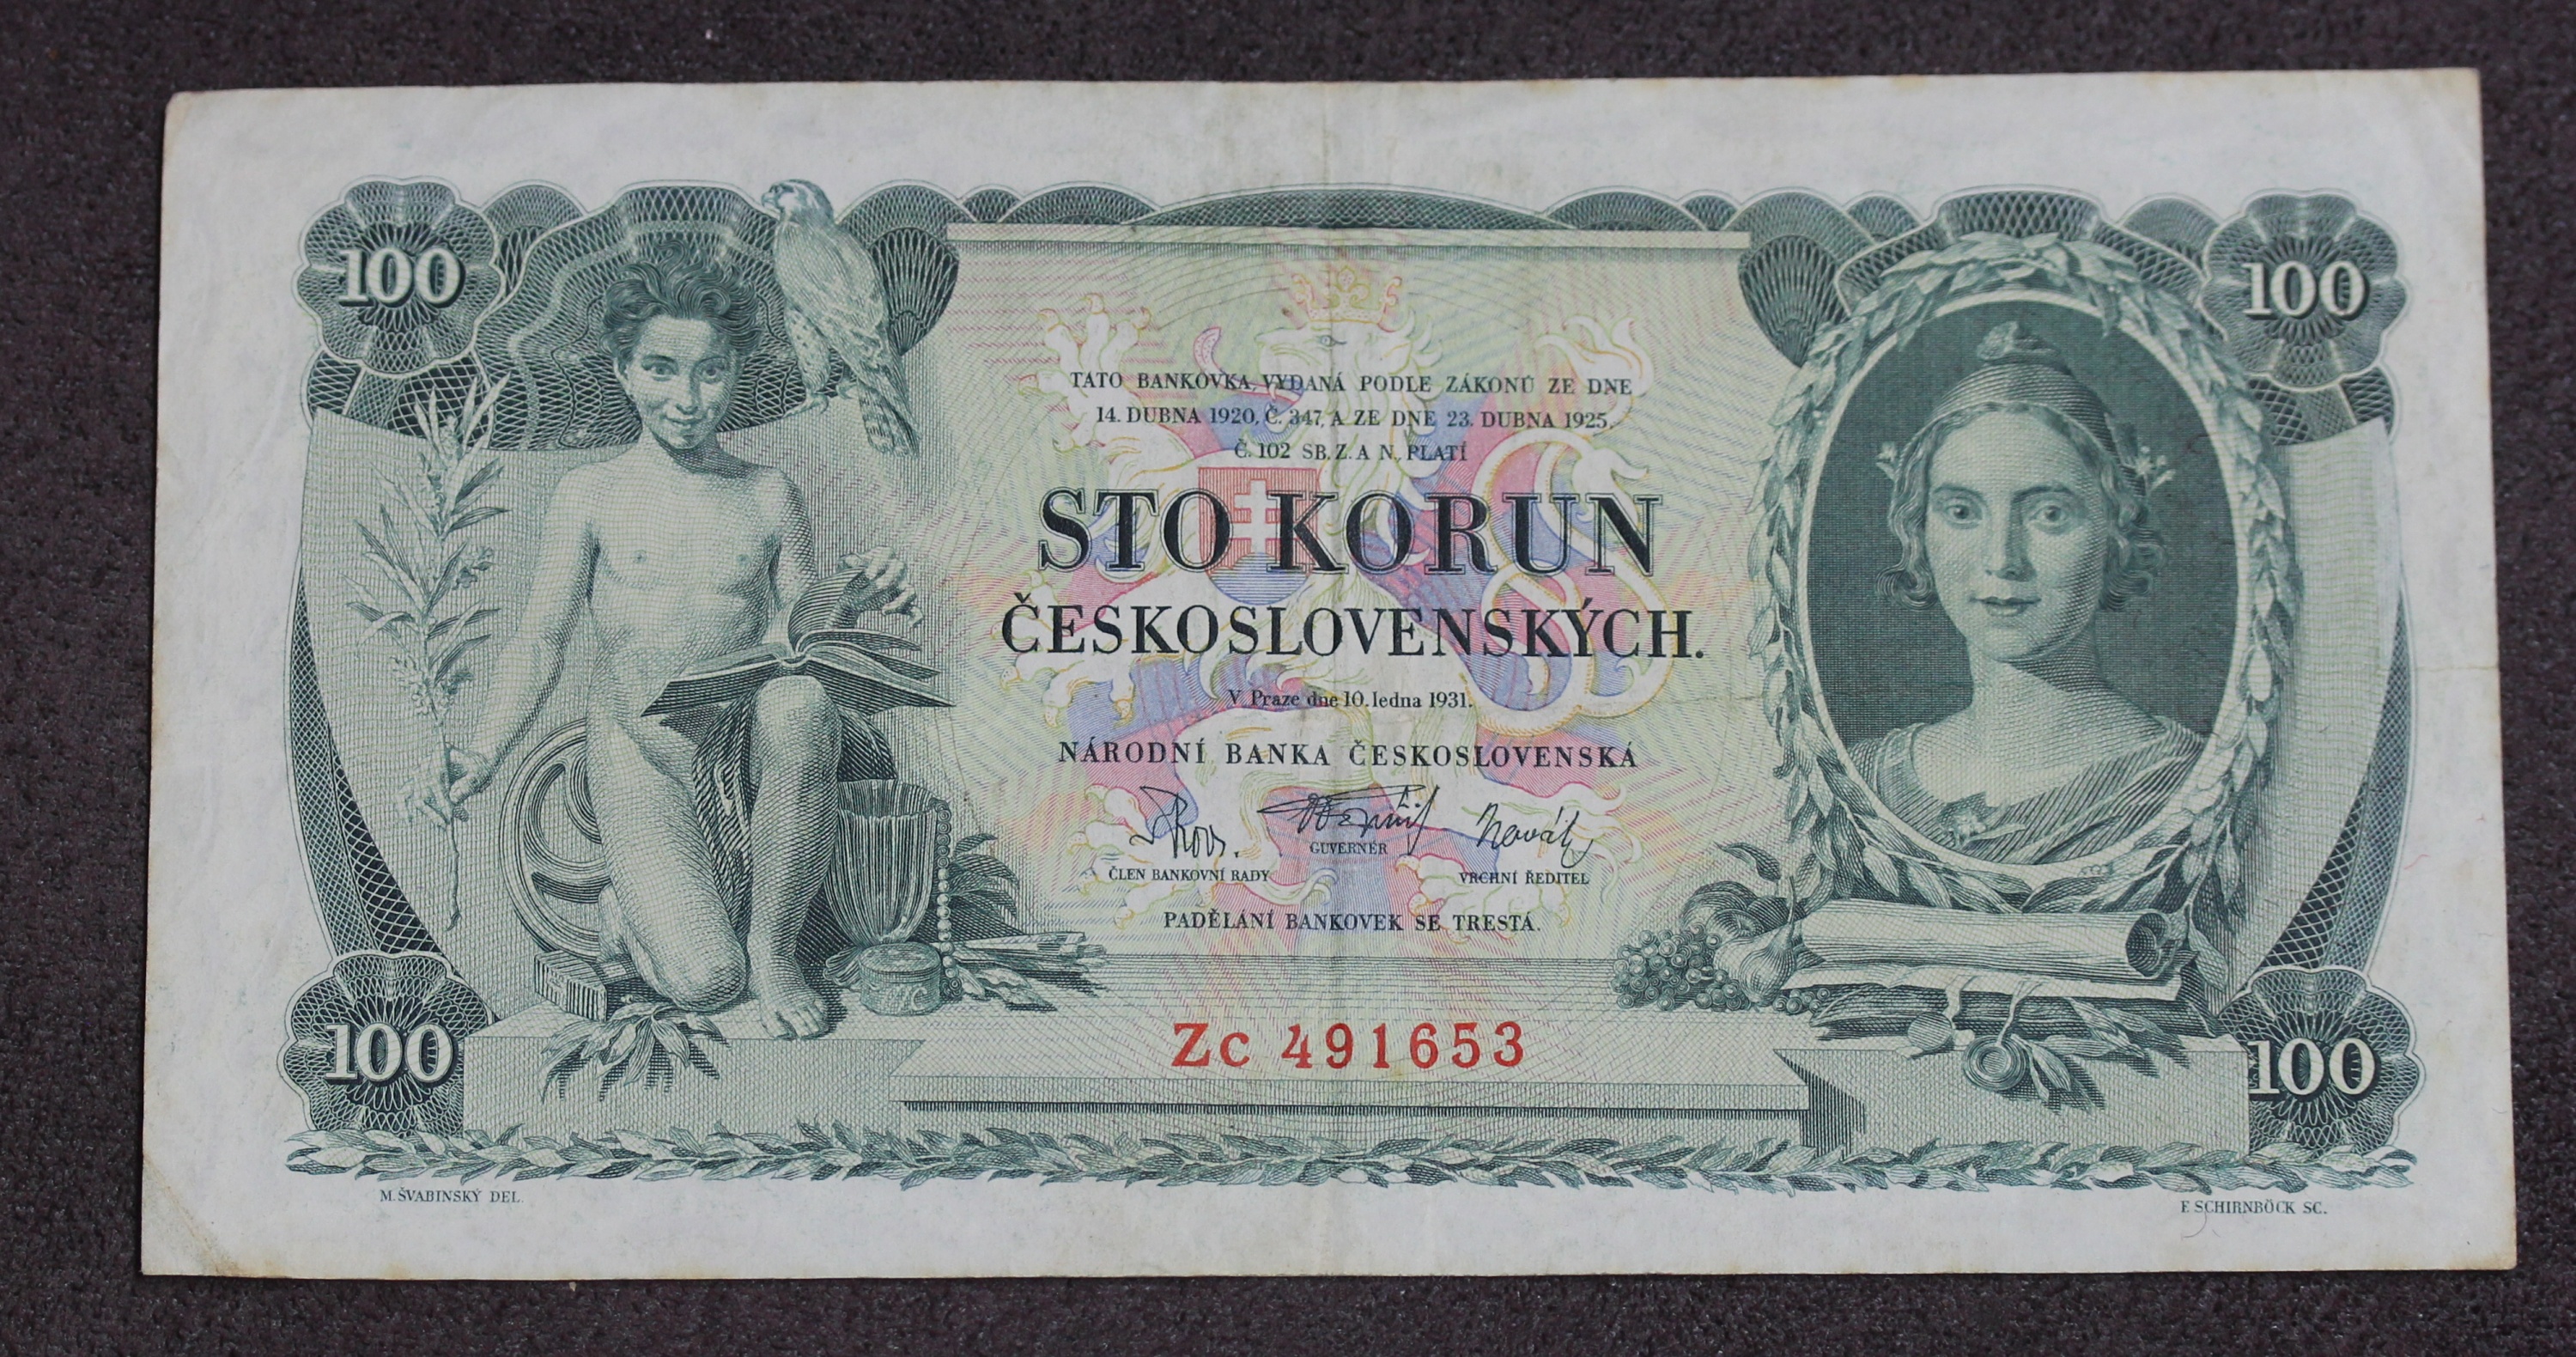 100
100
TATO BANKOVKA, VYDANÁ PODLE ZÁKONŮ ZE DNE
14. DUBNA 1920, Č. 347, A ZE DNE 23. DUBNA 1925,
Č. 102 SB. Z. A N., PLATÍ
STO KORUN
ČESKOSLOVENSKÝCH.
V Praze dne 10. ledna 1931.
NÁRODNÍ BANKA ČESKOSLOVENSKÁ
Novák
GUVERNÉR
ČLEN BANKOVNÍ RADY
VRCHNÍ ŘEDITEL
PADĚLÁNÍ BANKOVEK SE TRESTÁ.
Zc 491653
100
100
M. ŠVABINSKÝ DEL.
F. SCHIRNBÖCK SC.